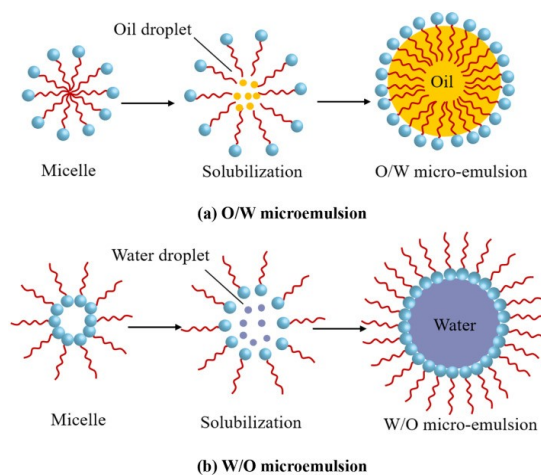 Oil droplet
Oil
Micelle
Solubilization
O/W micro-emulsion
(a) O/W microemulsion
Water droplet
Water
Micelle
Solubilization
W/O micro-emulsion
(b) W/O microemulsion